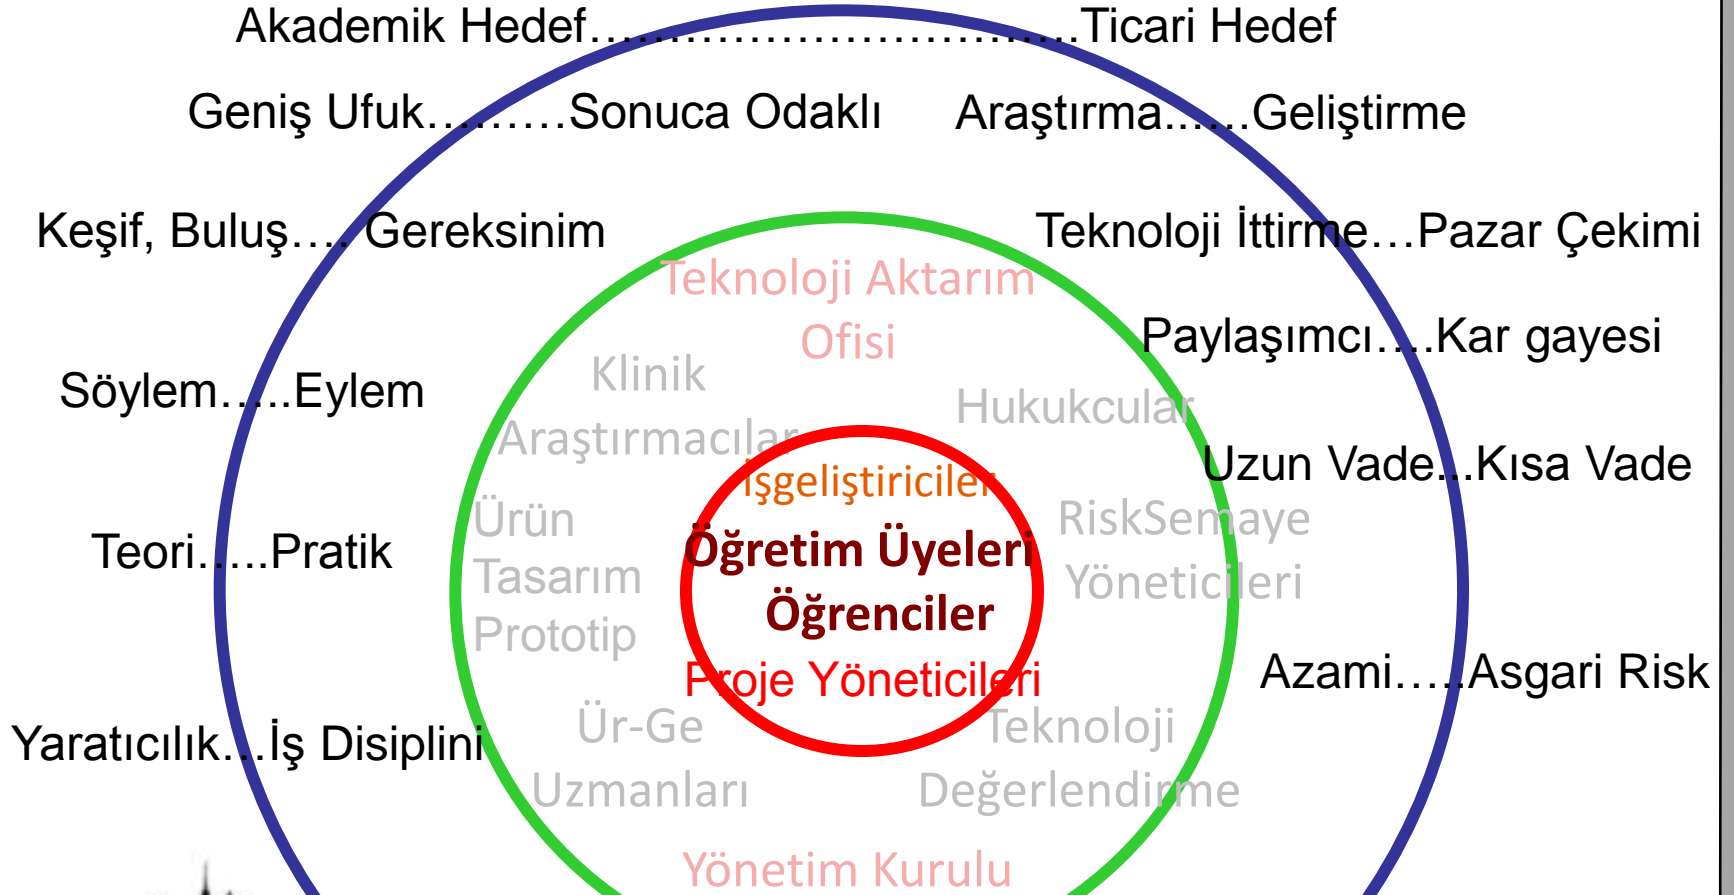 Akademik Hedef…………………………….Ticari Hedef
Geniş Ufuk………Sonuca Odaklı
Araştırma……Geliştirme
Keşif, Buluş…. Gereksinim
Teknoloji İttirme…Pazar Çekimi
Teknoloji Aktarım
Ofisi
Paylaşımcı….Kar gayesi
Klinik
Araştırmacılar
Söylem…..Eylem
Hukukcular
Uzun Vade...Kısa Vade
İşgeliştiriciler
Ürün
Tasarım
Prototip
RiskSemaye
Yöneticileri
Teori…..Pratik
Öğretim Üyeleri
Öğrenciler
Proje Yöneticileri
Azami…..Asgari Risk
Yaratıcılık…İş Disiplini
Ür-Ge
Uzmanları
Teknoloji
Değerlendirme
Yönetim Kurulu